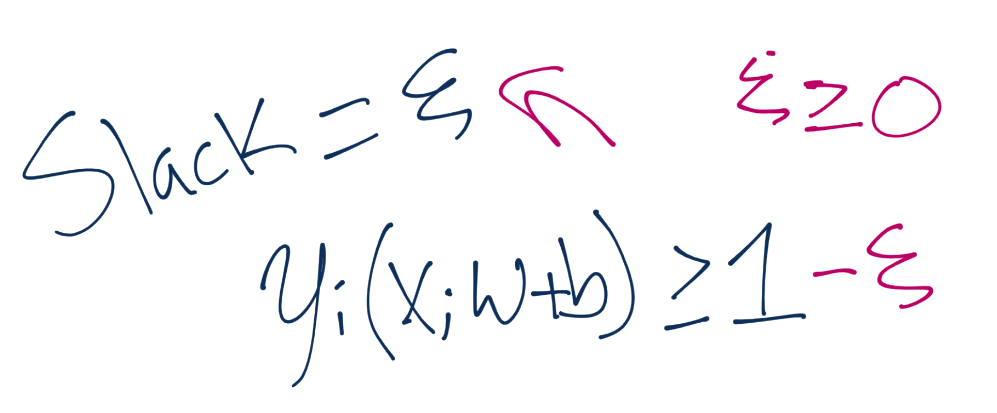 Slack = ξ ξ ≥ 0
yᵢ(xᵢw+b) ≥ 1 - ξ